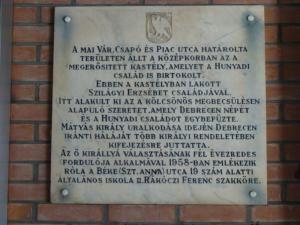 A MAI VÁR, CSAPÓ ÉS PIAC UTCA HATÁROLTA
TERÜLETEN ÁLLT A KÖZÉPKORBAN AZ A
MEGERŐSITETT KASTÉLY, AMELYET A HUNYADI
CSALÁD IS BIRTOKOLT.
EBBEN A KASTÉLYBAN LAKOTT
SZILÁGYI ERZSÉBET CSALÁDJÁVAL.
ITT ALAKULT KI AZ A KÖLCSÖNÖS MEGBECSÜLÉSEN
ALAPULÓ SZERETET, AMELY DEBRECEN NÉPÉT
ÉS A HUNYADI CSALÁDOT EGYBEFŰZTE.
MÁTYÁS KIRÁLY URALKODÁSA IDEJÉN DEBRECEN
IRÁNTI HÁLÁJÁT TÖBB KIRÁLYI RENDELETÉBEN
KIFEJEZÉSRE JUTTATTA.
AZ Ő KIRÁLLYÁ VÁLASZTÁSÁNAK FÉL ÉVEZREDES
FORDULÓJA ALKALMÁVAL 1958-BAN EMLÉKEZIK
RÓLA A BÉKE (SZT. ANNA) UTCA 19 SZÁM ALATTI
ÁLTALÁNOS ISKOLA II. RÁKÓCZI FERENC SZAKKÖRE.